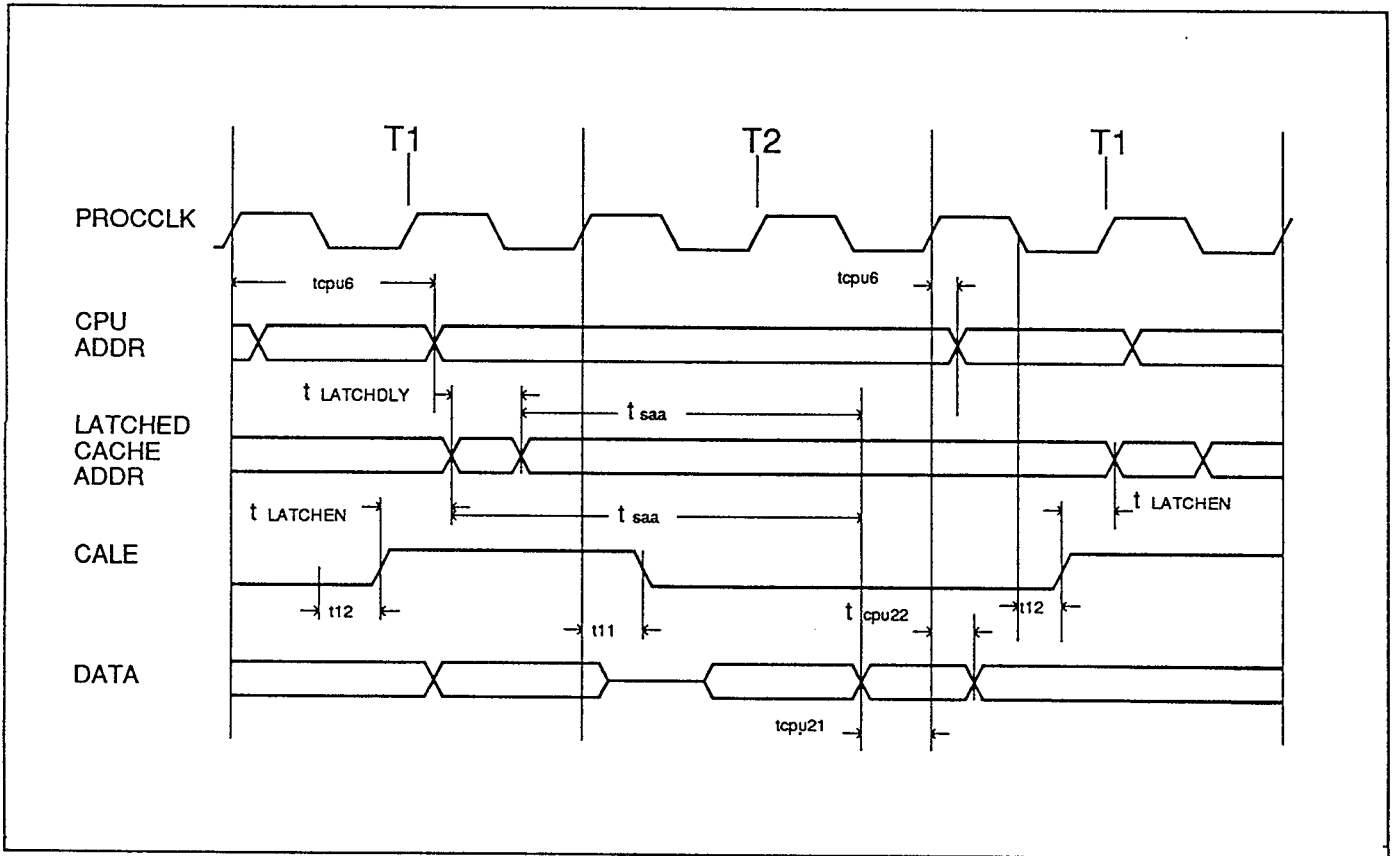 T1 T2 T1
PROCCLK
tcpu6 tcpu6
CPU
ADDR
t LATCHDLY
t saa
LATCHED
CACHE
ADDR
t LATCHEN
t LATCHEN
t saa
CALE
t12 t11 t cpu22 t12
DATA
tcpu21